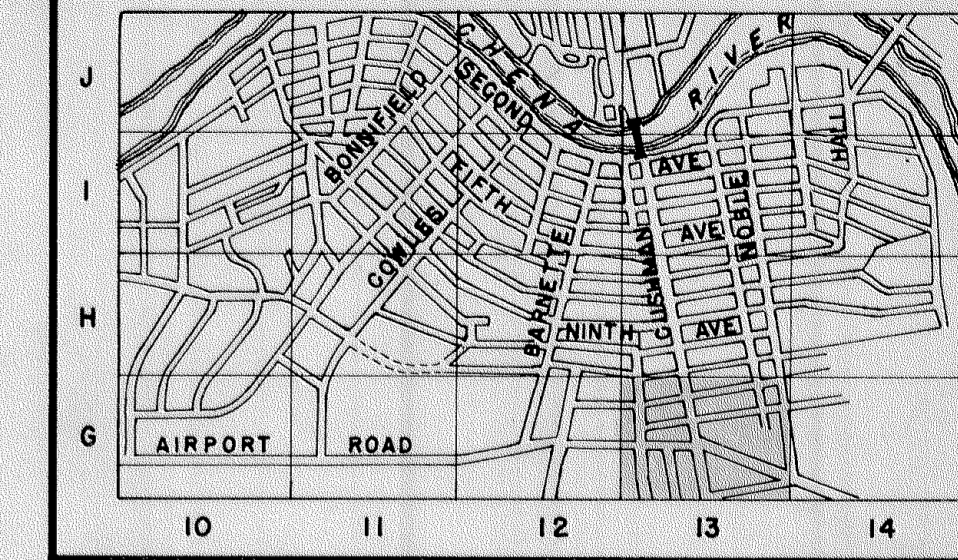 J
I
H
G
CHENA
RIVER
SECOND
AVE
BONNIFIELD
FIFTH
AVE
COWLES
BARNETTE
CUSHMAN
NOBLE
HALL
NINTH
AVE
AIRPORT ROAD
10 11 12 13 14